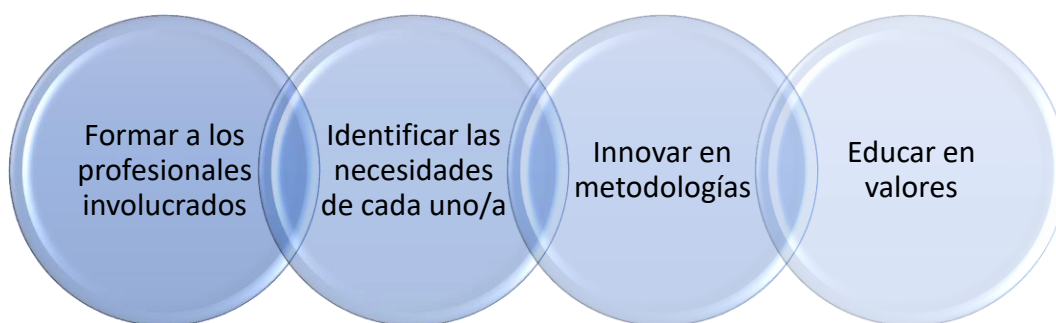 Formar a los
profesionales
involucrados
Identificar las
necesidades
de cada uno/a
Innovar en
metodologías
Educar en
valores